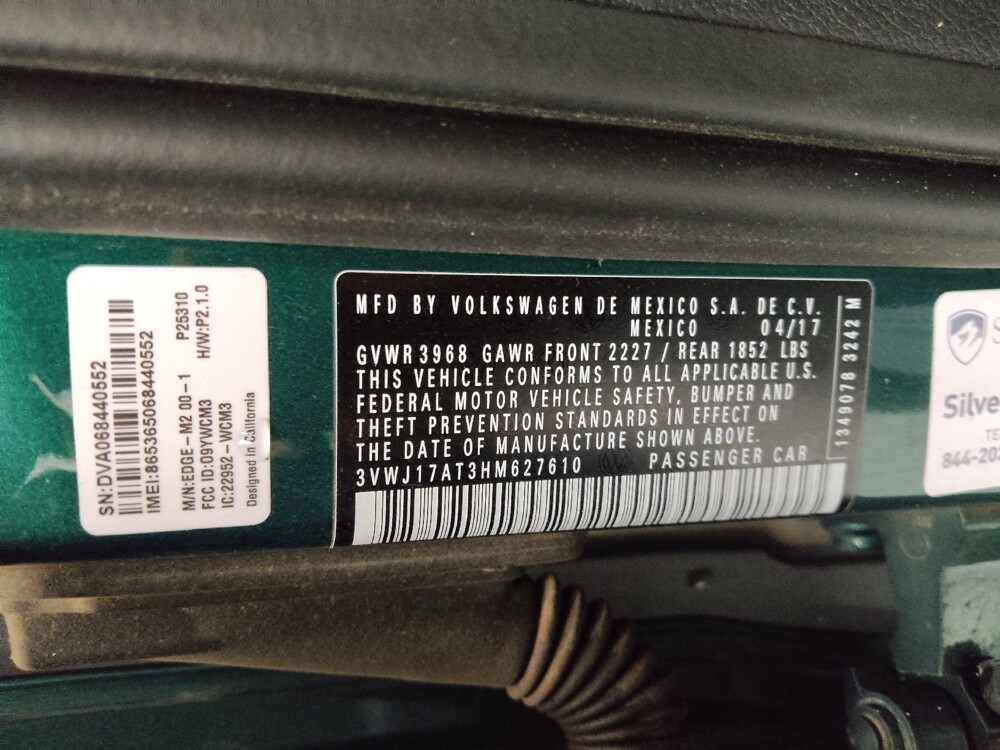 SN:DVA068440552
IMEI:865365068440552
M/N:EDGE-M2 00-1 P25310
FCC ID:09YWCM3 H/W:P2.1.0
IC:22952-WCM3
Designed in California
MFD BY VOLKSWAGEN DE MEXICO S.A. DE C.V.
MEXICO 04/17
GVWR 3968 GAWR FRONT 2227 / REAR 1852 LBS
THIS VEHICLE CONFORMS TO ALL APPLICABLE U.S.
FEDERAL MOTOR VEHICLE SAFETY, BUMPER AND
THEFT PREVENTION STANDARDS IN EFFECT ON
THE DATE OF MANUFACTURE SHOWN ABOVE.
3VWJ17AT3HM627610 PASSENGER CAR
1349078 3242 M
S
Silve
TE
844-203